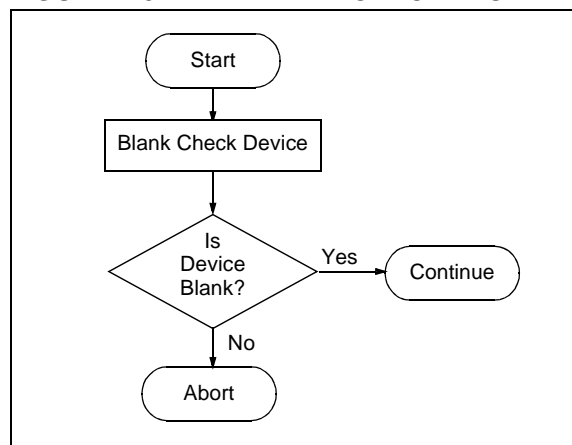 Start
Blank Check Device
Is
Device
Blank?
Yes
Continue
No
Abort